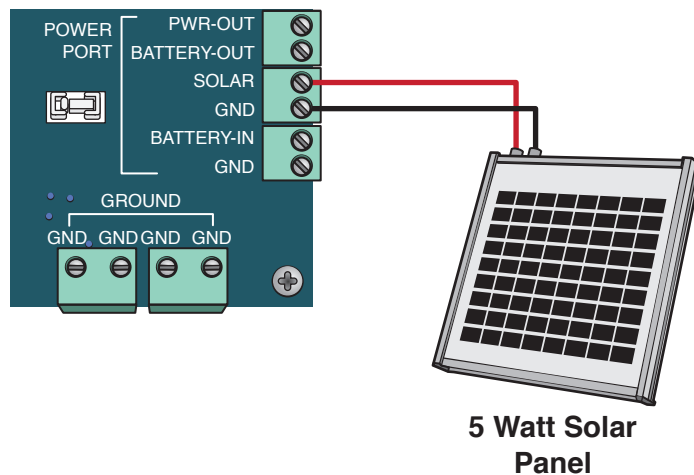 POWER
PORT
PWR-OUT
BATTERY-OUT
SOLAR
GND
BATTERY-IN
GND
GROUND
GND GND GND GND
5 Watt Solar
Panel